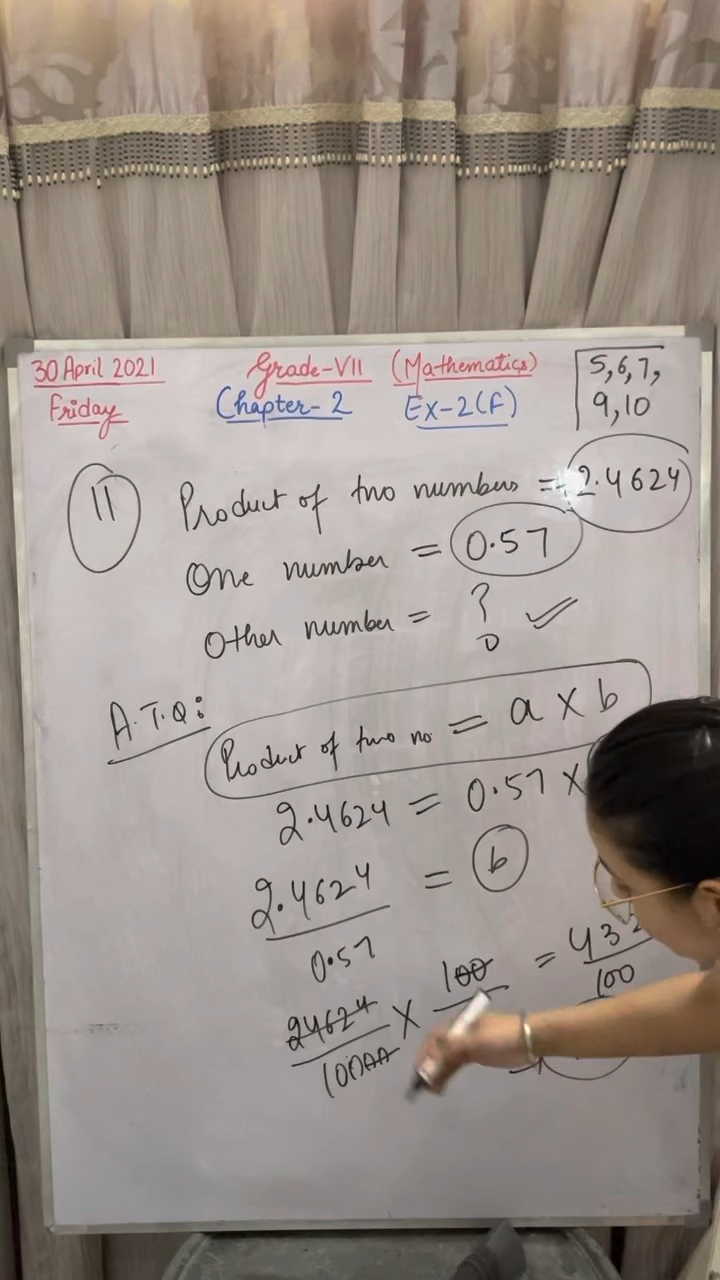 30 April 2021 Grade-VII (Mathematics) 5,6,7,
Friday Chapter-2 Ex-2(F) 9,10
11 Product of two numbers = 2.4624
One number = 0.57
Other number = ?
A.T.Q:
Product of two no = a × b
2.4624 = 0.57 ×
2.4624 = b
0.57
24624 × 100 = 432
10000 100